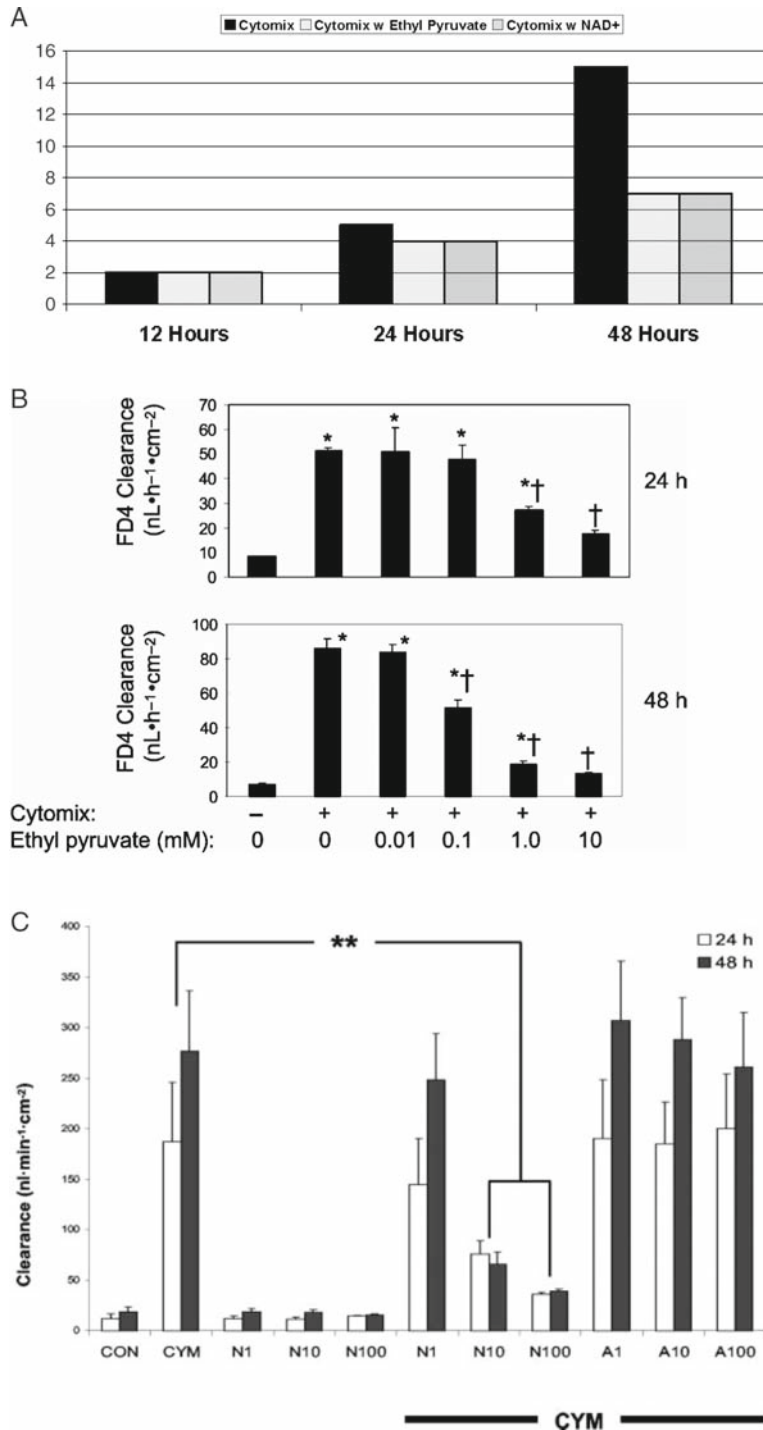 A
Cytomix Cytomix w Ethyl Pyruvate Cytomix w NAD+
16
14
12
10
8
6
4
2
0
12 Hours 24 Hours 48 Hours
B
FD4 Clearance
(nL•h⁻¹•cm⁻²)
70
60
50
40
30
20
10
0
* * * *† †
24 h
FD4 Clearance
(nL•h⁻¹•cm⁻²)
100
80
60
40
20
0
* * *† *† †
48 h
Cytomix: – + + + + +
Ethyl pyruvate (mM): 0 0 0.01 0.1 1.0 10
C
Clearance (nl·min⁻¹·cm⁻²)
400
350
300
250
200
150
100
50
0
**
24 h
48 h
CON CYM N1 N10 N100 N1 N10 N100 A1 A10 A100
CYM